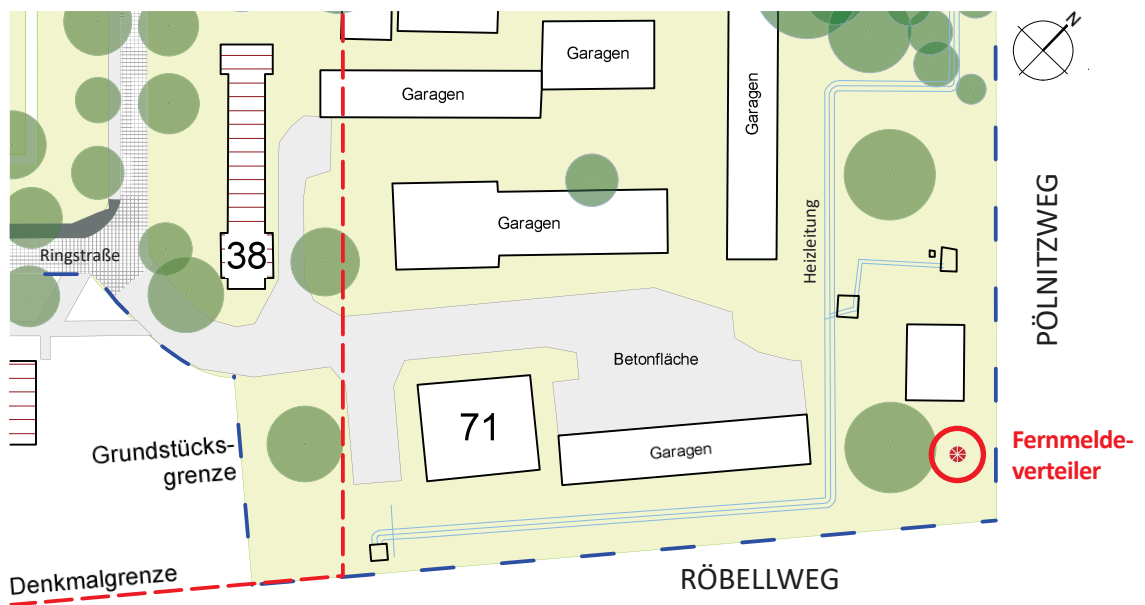 N
Garagen
Garagen
Garagen
Garagen
Ringstraße
38
Heizleitung
PÖLNITZWEG
Betonfläche
71
Garagen
Grundstücks-
grenze
Fernmelde-
verteiler
Denkmalgrenze
RÖBELLWEG